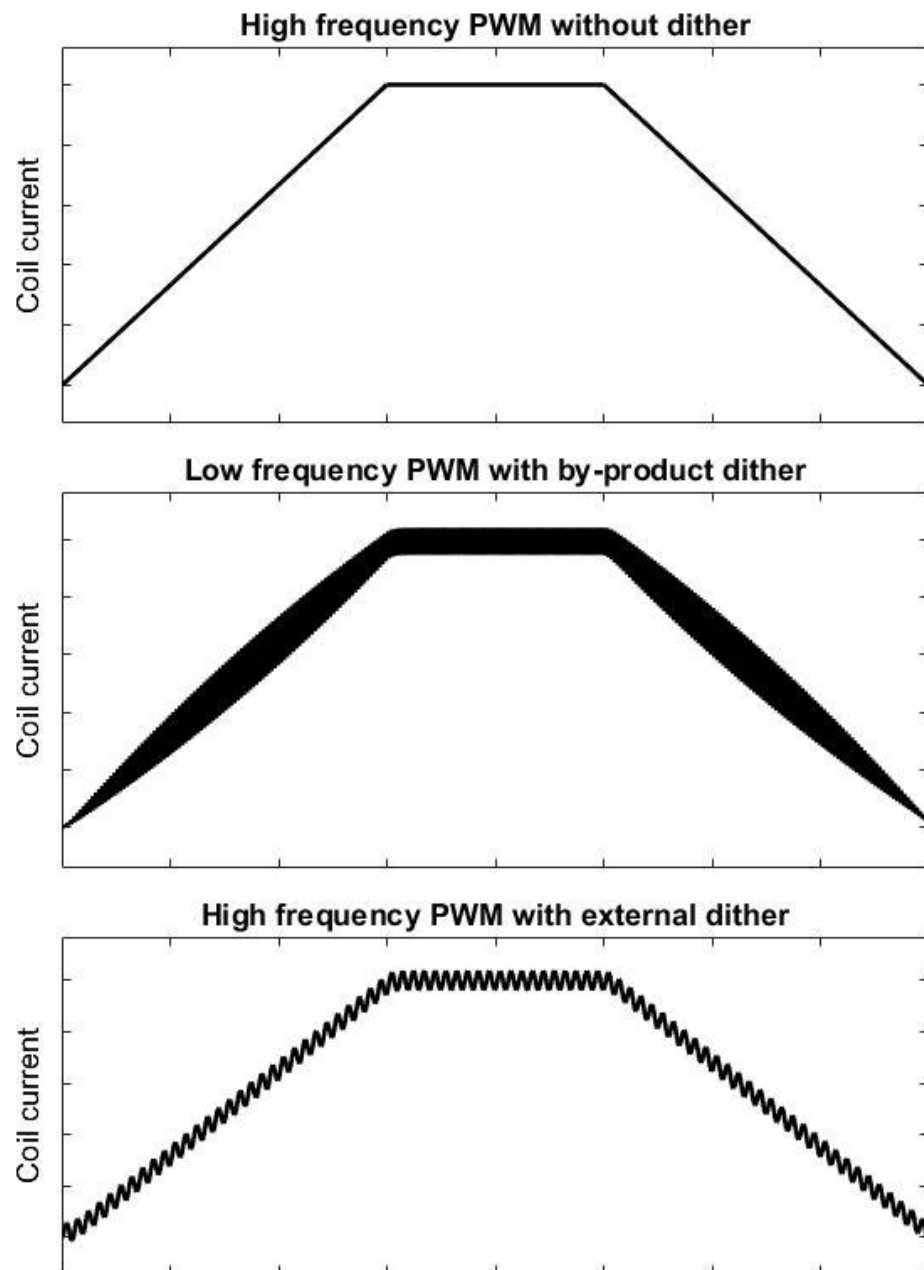 High frequency PWM without dither
Coil current
Low frequency PWM with by-product dither
Coil current
High frequency PWM with external dither
Coil current